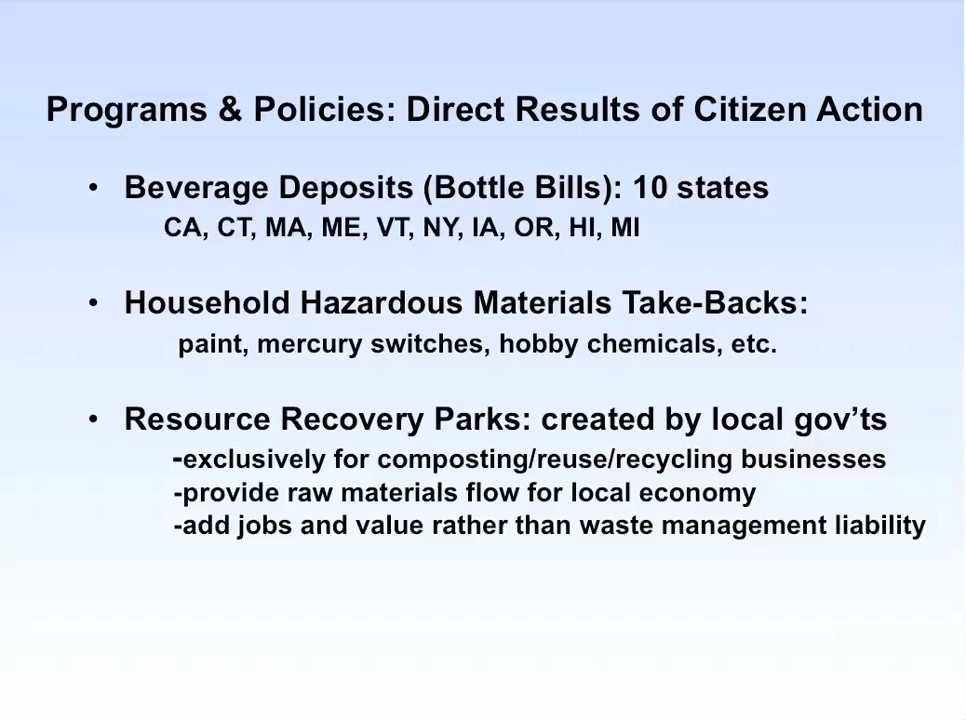 Programs & Policies: Direct Results of Citizen Action
• Beverage Deposits (Bottle Bills): 10 states
CA, CT, MA, ME, VT, NY, IA, OR, HI, MI
• Household Hazardous Materials Take-Backs:
paint, mercury switches, hobby chemicals, etc.
• Resource Recovery Parks: created by local gov’ts
-exclusively for composting/reuse/recycling businesses
-provide raw materials flow for local economy
-add jobs and value rather than waste management liability